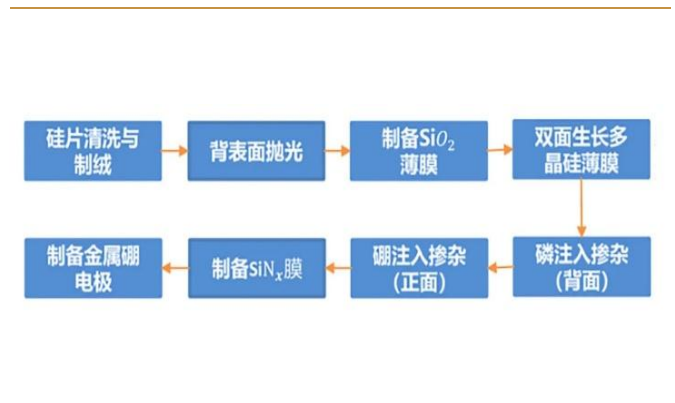 硅片清洗与
制绒
背表面抛光
制备SiO₂
薄膜
双面生长多
晶硅薄膜
磷注入掺杂
(背面)
硼注入掺杂
(正面)
制备SiNₓ膜
制备金属硼
电极